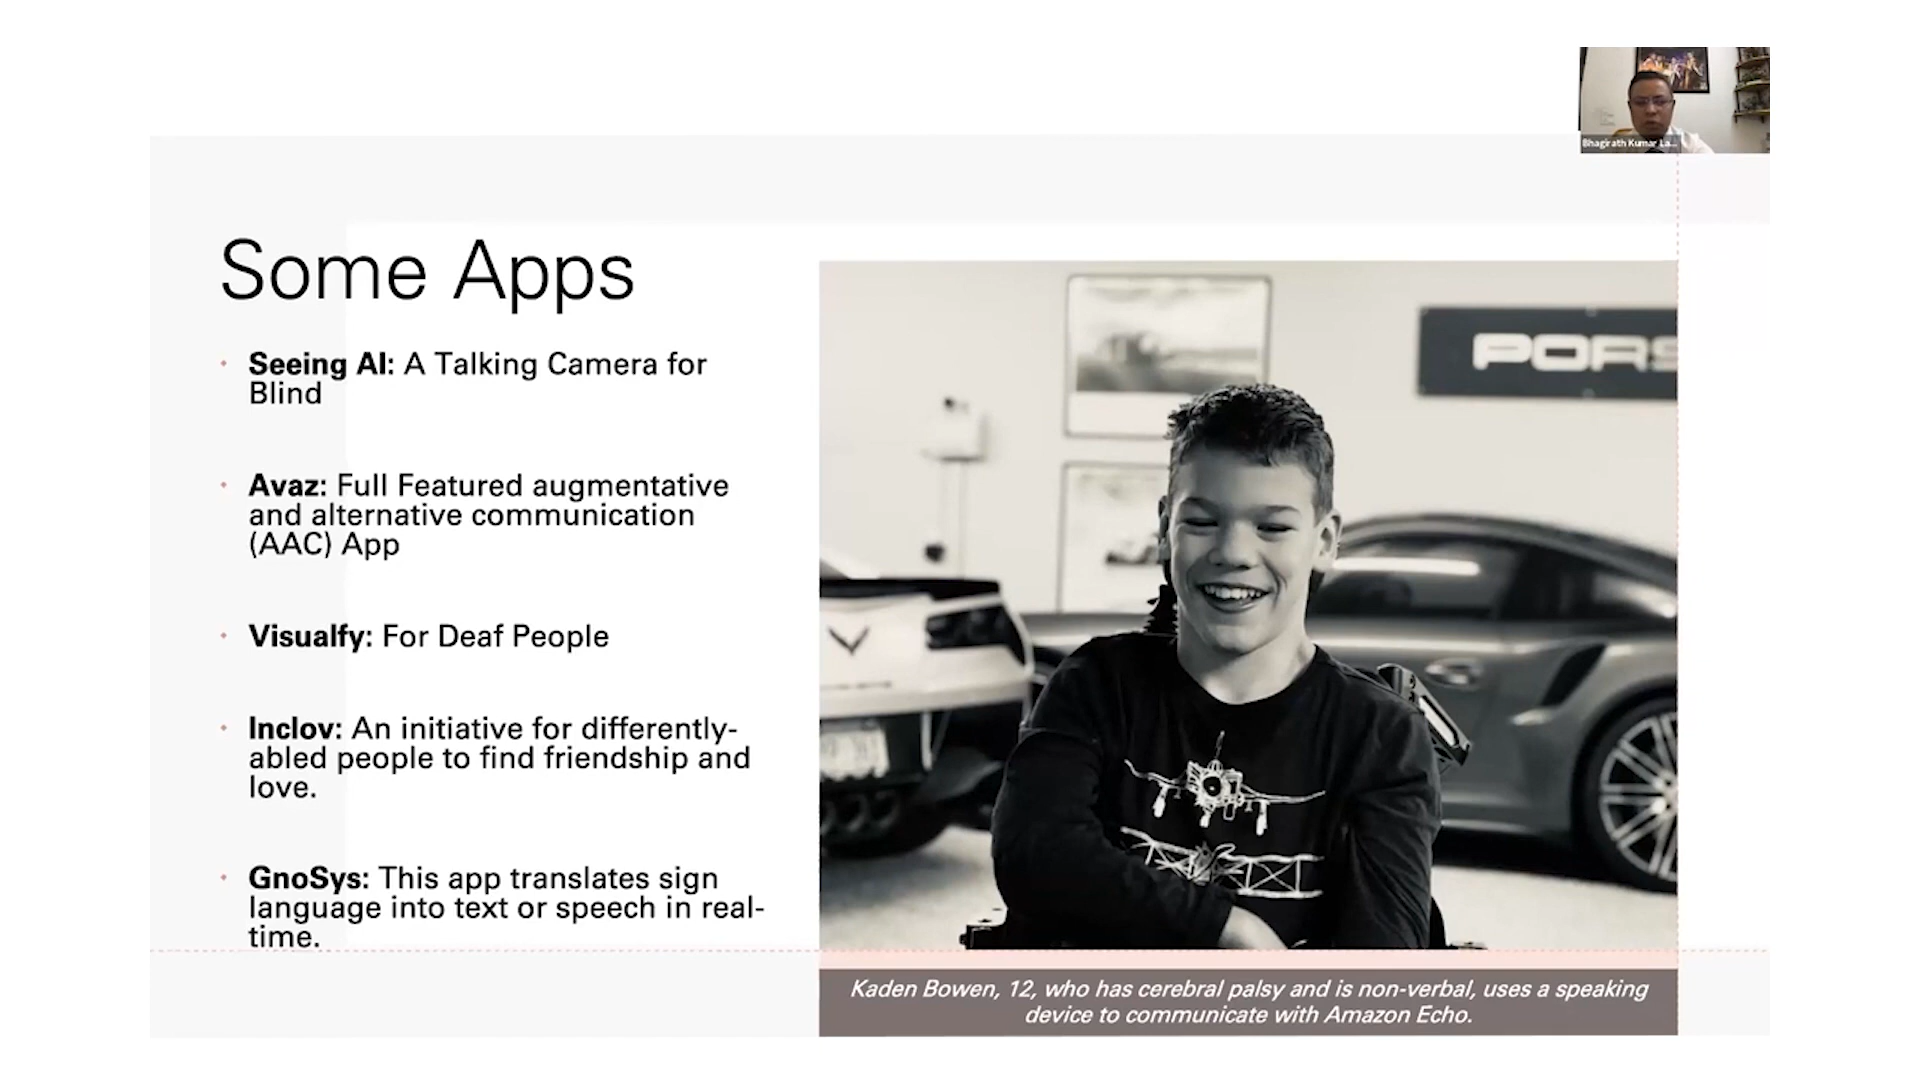 Bhagirath Kumar La...
Some Apps
Seeing AI: A Talking Camera for
Blind
Avaz: Full Featured augmentative
and alternative communication
(AAC) App
Visualfy: For Deaf People
Inclov: An initiative for differently-
abled people to find friendship and
love.
GnoSys: This app translates sign
language into text or speech in real-
time.
PORS
Kaden Bowen, 12, who has cerebral palsy and is non-verbal, uses a speaking
device to communicate with Amazon Echo.